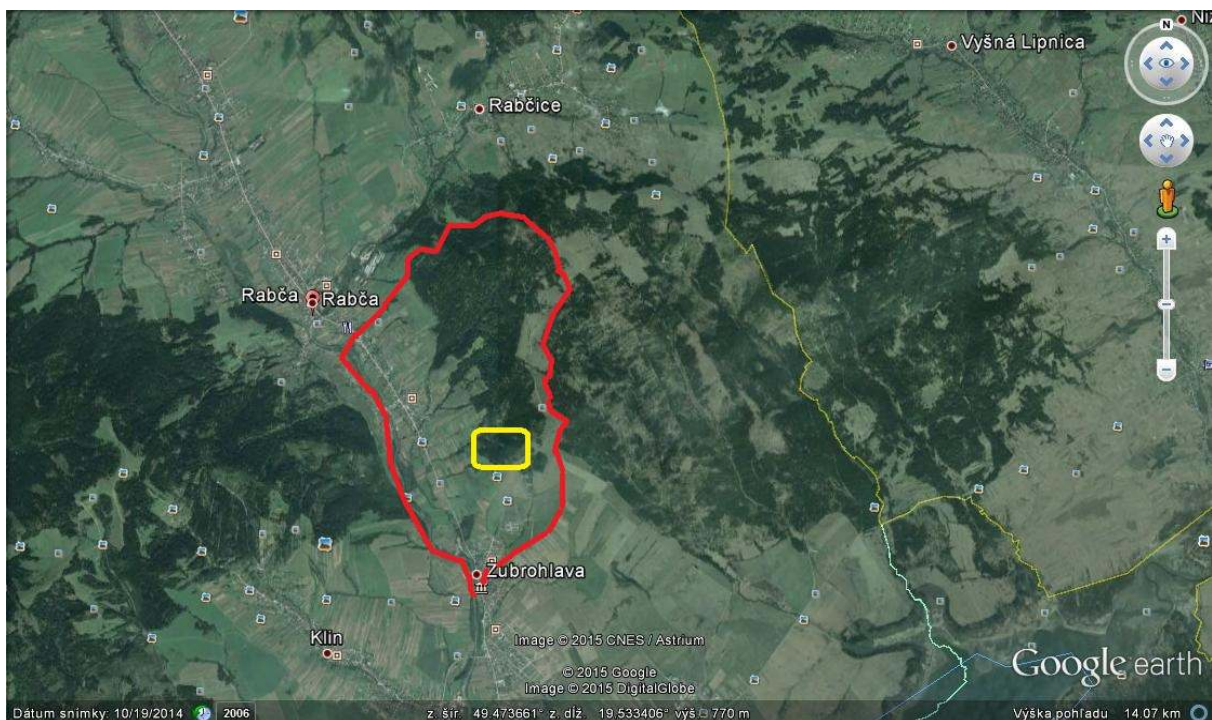 Niž
N
Vyšná Lipnica
Rabčice
Rabča
Rabča
Zubrohlava
Klin
Image © 2015 CNES / Astrium
© 2015 Google
Image © 2015 DigitalGlobe
Google earth
Dátum snímky: 10/19/2014 2006 z. šír. 49.473661° z. dĺž. 19.533406° výš 770 m Výška pohľadu 14.07 km